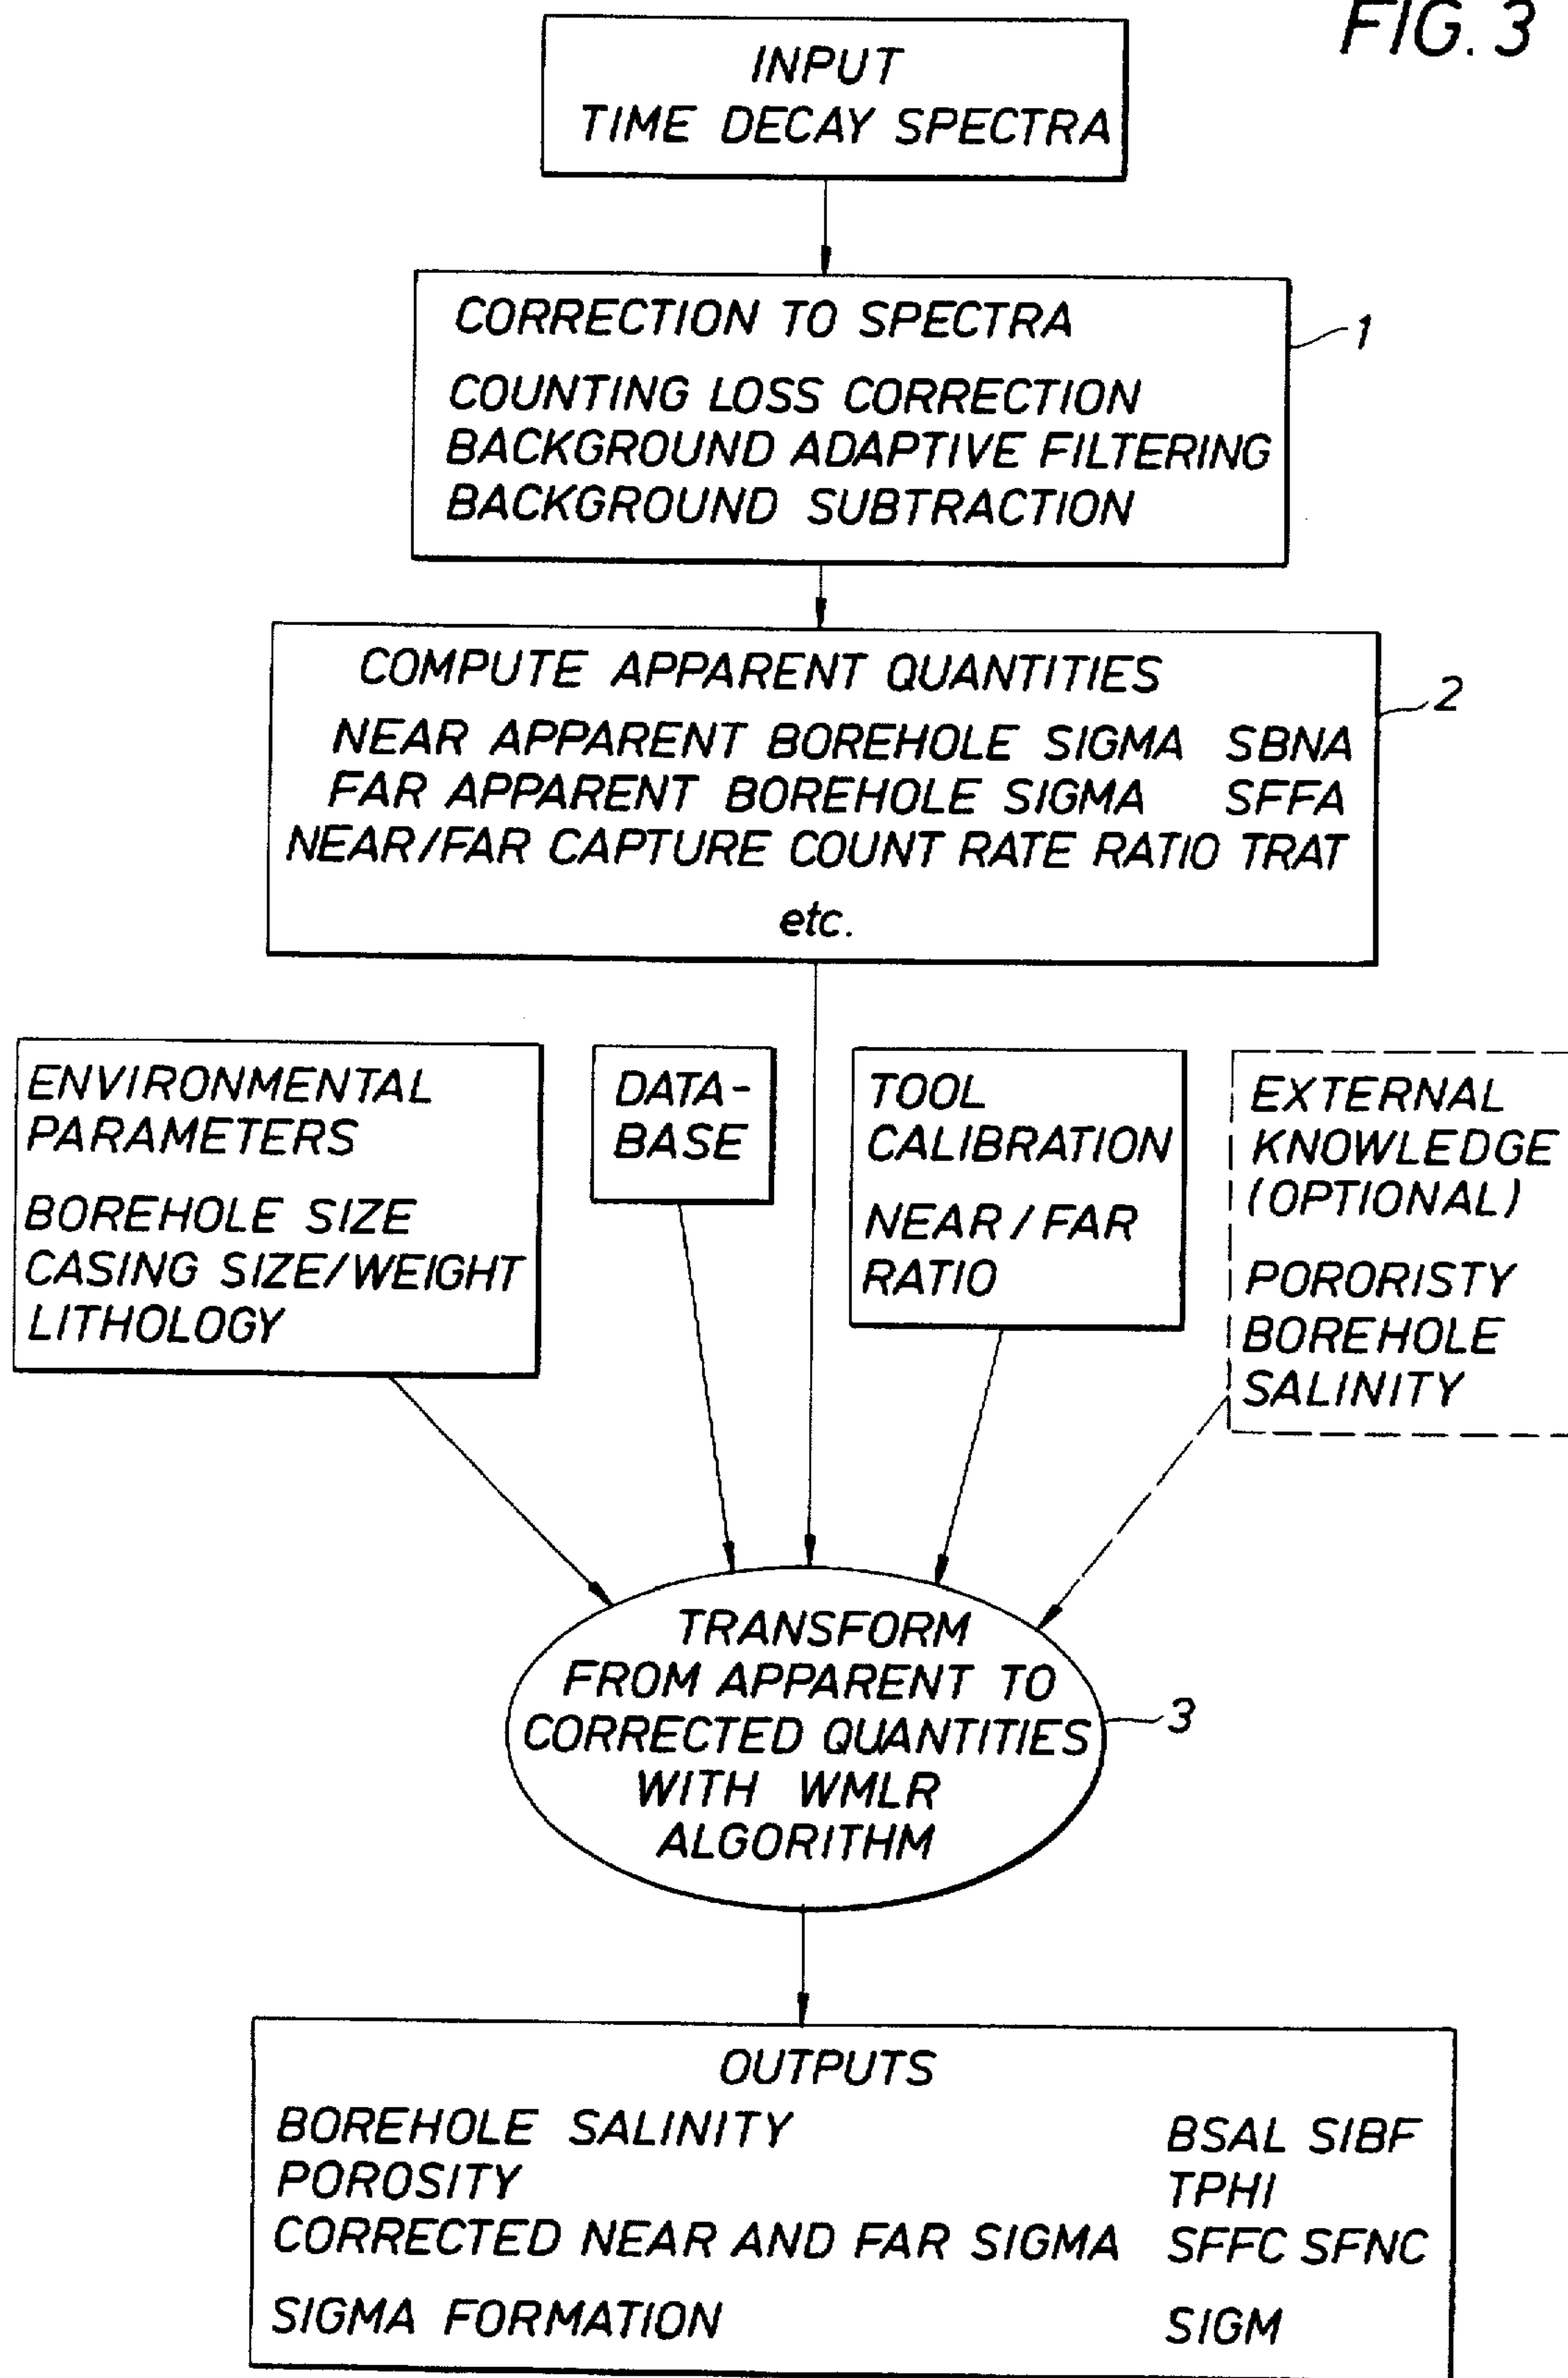 FIG. 3
INPUT
TIME DECAY SPECTRA
CORRECTION TO SPECTRA
1
COUNTING LOSS CORRECTION
BACKGROUND ADAPTIVE FILTERING
BACKGROUND SUBTRACTION
COMPUTE APPARENT QUANTITIES
2
NEAR APPARENT BOREHOLE SIGMA SBNA
FAR APPARENT BOREHOLE SIGMA SFFA
NEAR/FAR CAPTURE COUNT RATE RATIO TRAT
etc.
ENVIRONMENTAL
PARAMETERS
BOREHOLE SIZE
CASING SIZE/WEIGHT
LITHOLOGY
DATA-
BASE
TOOL
CALIBRATION
NEAR/FAR
RATIO
EXTERNAL
KNOWLEDGE
(OPTIONAL)
PORORISTY
BOREHOLE
SALINITY
TRANSFORM
FROM APPARENT TO
CORRECTED QUANTITIES
WITH WMLR
ALGORITHM
3
OUTPUTS
BOREHOLE SALINITY BSAL SIBF
POROSITY TPHI
CORRECTED NEAR AND FAR SIGMA SFFC SFNC
SIGMA FORMATION SIGM